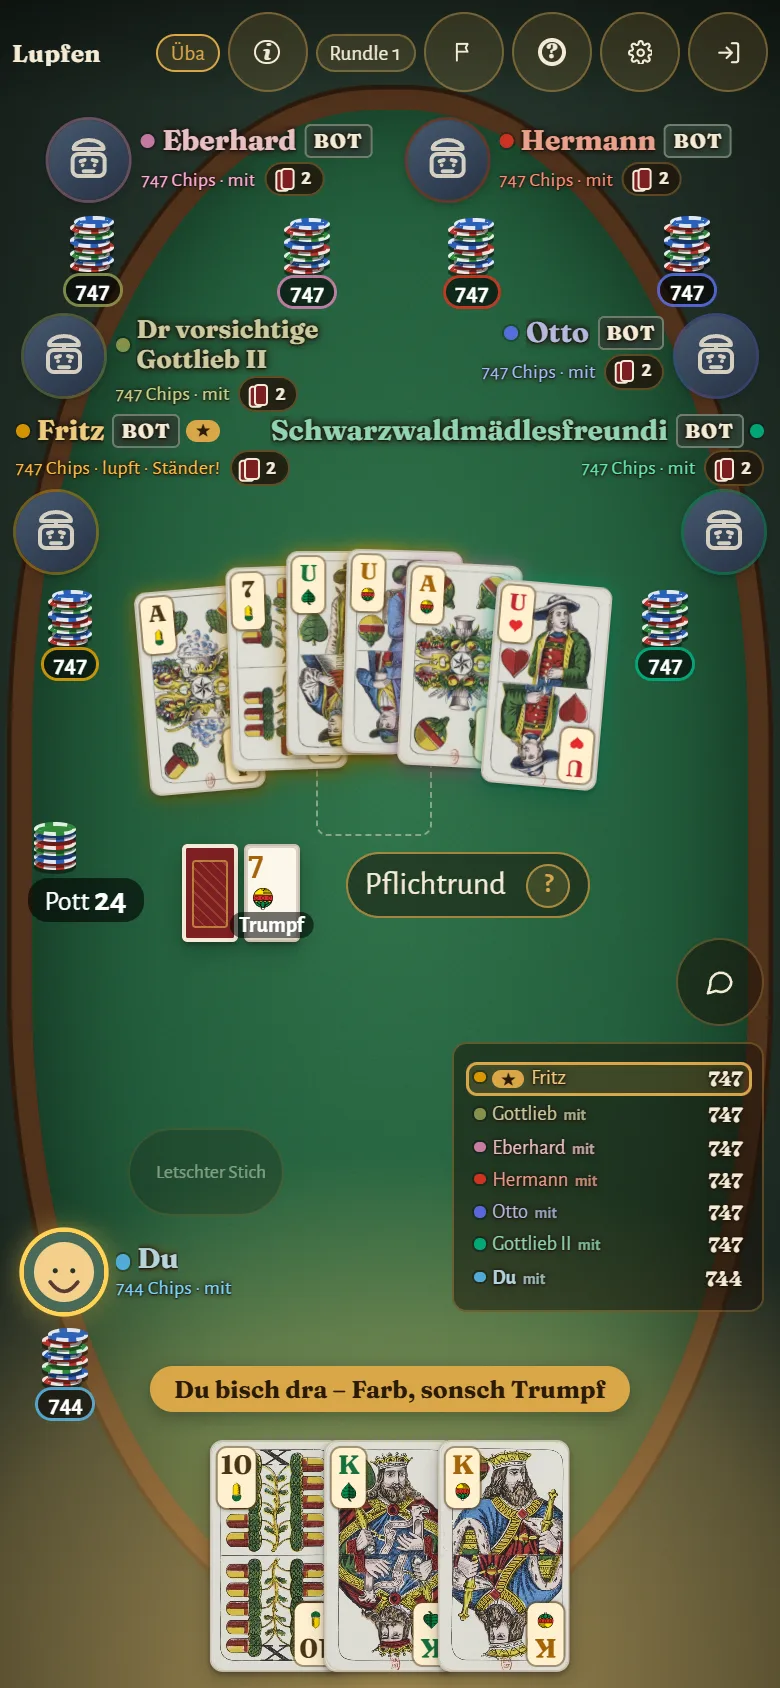 Lupfen Üba Rundle 1
Eberhard BOT
747 Chips · mit 2
Hermann BOT
747 Chips · mit 2
747
747
747
747
Dr vorsichtige
Gottlieb II
747 Chips · mit 2
Otto BOT
747 Chips · mit 2
Fritz BOT ★
747 Chips · lupft · Ständer! 2
Schwarzwaldmädlesfreundi BOT
747 Chips · mit 2
747
747
A
7
U
U
A
U
U
Pott 24
7
Trumpf
Pflichtrund ?
★ Fritz 747
Gottlieb mit 747
Eberhard mit 747
Hermann mit 747
Otto mit 747
Gottlieb II mit 747
Du mit 744
Letschter Stich
Du
744 Chips · mit
744
Du bisch dra – Farb, sonsch Trumpf
10
K
K
10
K
K